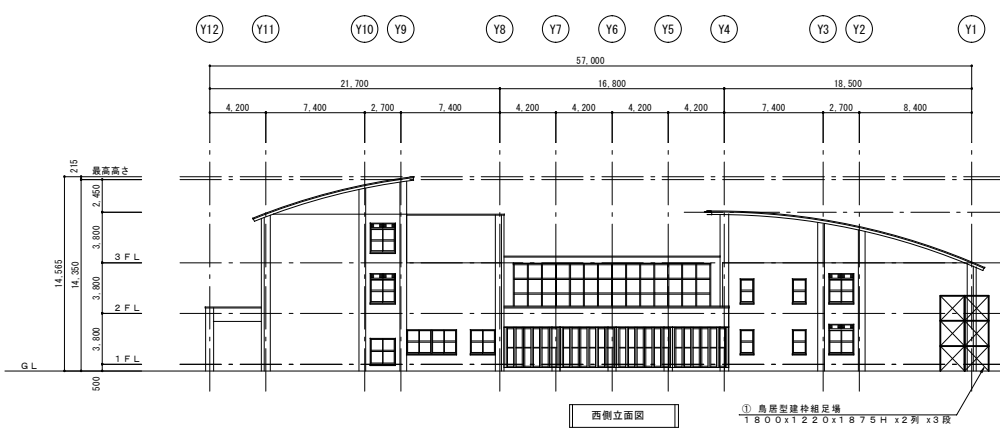 Y12 Y11 Y10 Y9 Y8 Y7 Y6 Y5 Y4 Y3 Y2 Y1
57,000
21,700 16,800 18,500
4,200 7,400 2,700 7,400 4,200 4,200 4,200 4,200 7,400 2,700 8,400
215
最高高さ
2,450
3,800
3FL
14,565
14,350
3,800
2FL
3,800
1FL
GL
500
西側立面図
① 鳥居型建枠組足場
1800x1220x1875H x2列 x3段